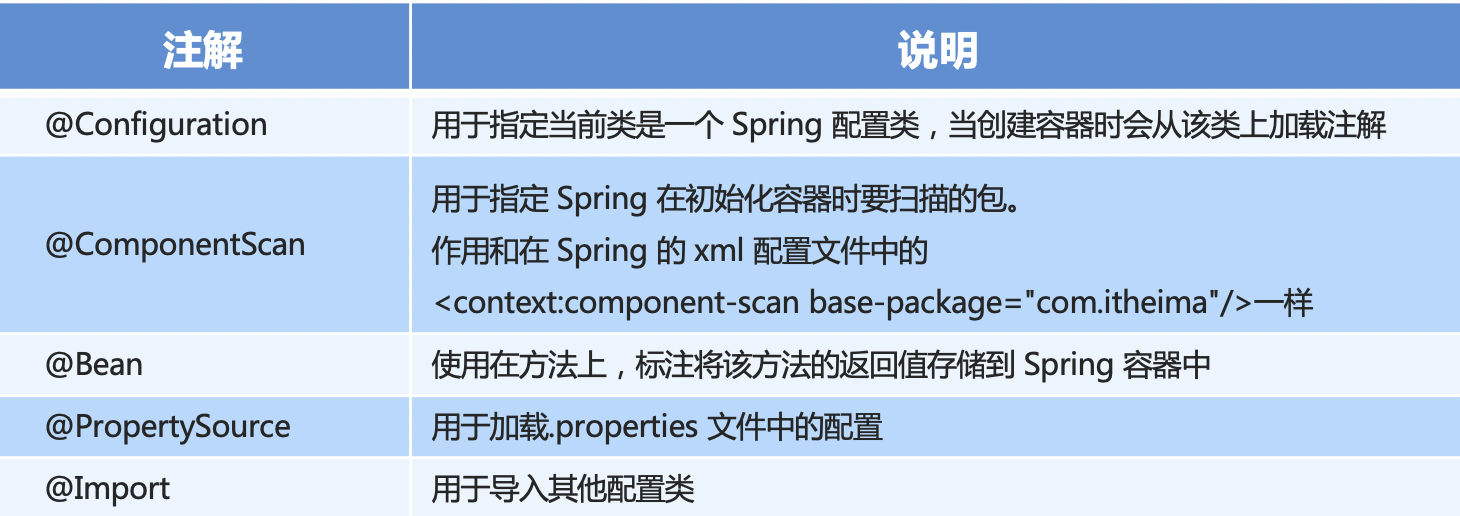 注解 说明
@Configuration 用于指定当前类是一个 Spring 配置类，当创建容器时会从该类上加载注解
@ComponentScan 用于指定 Spring 在初始化容器时要扫描的包。
作用和在 Spring 的 xml 配置文件中的
<context:component-scan base-package="com.itheima"/>一样
@Bean 使用在方法上，标注将该方法的返回值存储到 Spring 容器中
@PropertySource 用于加载.properties 文件中的配置
@Import 用于导入其他配置类